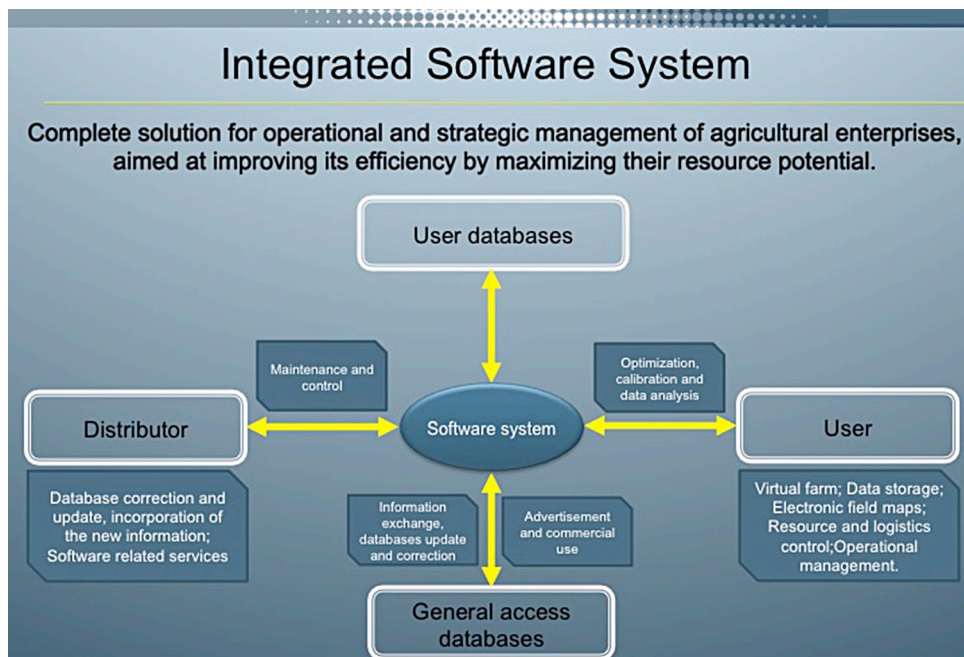 Integrated Software System
Complete solution for operational and strategic management of agricultural enterprises,
aimed at improving its efficiency by maximizing their resource potential.
User databases
Maintenance and
control
Optimization,
calibration and
data analysis
Distributor
Software system
User
Database correction and
update, incorporation of
the new information;
Software related services
Information
exchange,
databases update
and correction
Advertisement
and commercial
use
Virtual farm; Data storage;
Electronic field maps;
Resource and logistics
control;Operational
management.
General access
databases